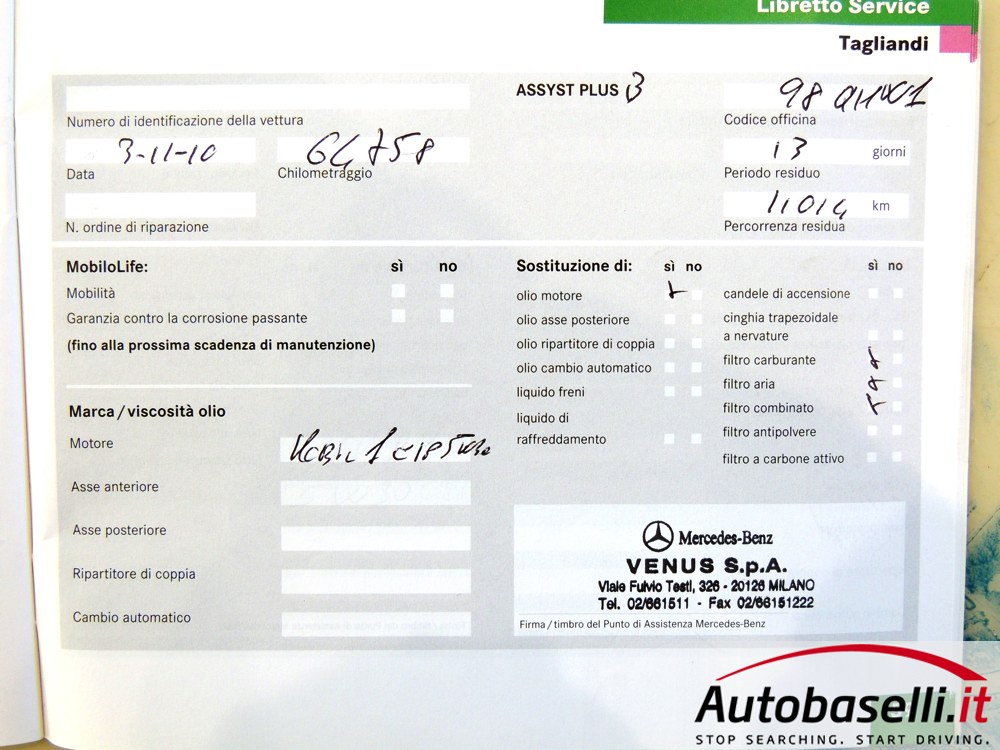 Libretto Service
Tagliandi
ASSYST PLUS B
Numero di identificazione della vettura
Codice officina
3-11-10
64758
13 giorni
Data
Chilometraggio
Periodo residuo
11014 km
N. ordine di riparazione
Percorrenza residua
MobiloLife: sì no
Mobilità
Garanzia contro la corrosione passante
(fino alla prossima scadenza di manutenzione)
Marca/viscosità olio
Motore
Mobil 1
Asse anteriore
Asse posteriore
Ripartitore di coppia
Cambio automatico
Sostituzione di: sì no
olio motore
olio asse posteriore
olio ripartitore di coppia
olio cambio automatico
liquido freni
liquido di
raffreddamento
sì no
candele di accensione
cinghia trapezoidale
a nervature
filtro carburante
filtro aria
filtro combinato
filtro antipolvere
filtro a carbone attivo
Mercedes-Benz
VENUS S.p.A.
Viale Fulvio Testi, 326 - 20126 MILANO
Tel. 02/661511 - Fax 02/66151222
Firma/timbro del Punto di Assistenza Mercedes-Benz
Autobaselli.it
STOP SEARCHING. START DRIVING.